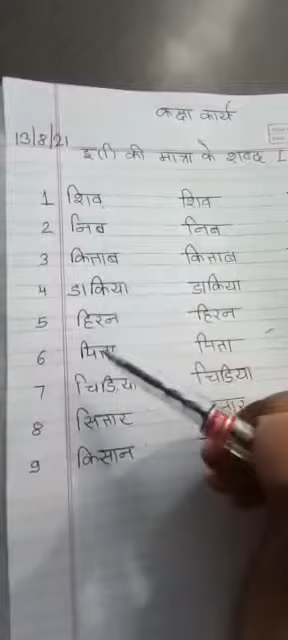 कक्षा कार्य
13/8/21
इ(ि) की मात्रा के शब्द I
1 शिव शिव
2 निब निब
3 किताब किताब
4 डाकिया डाकिया
5 हिरन हिरन
6 पिता पिता
7 चिडिया चिडिया
8 सितार
9 किसान